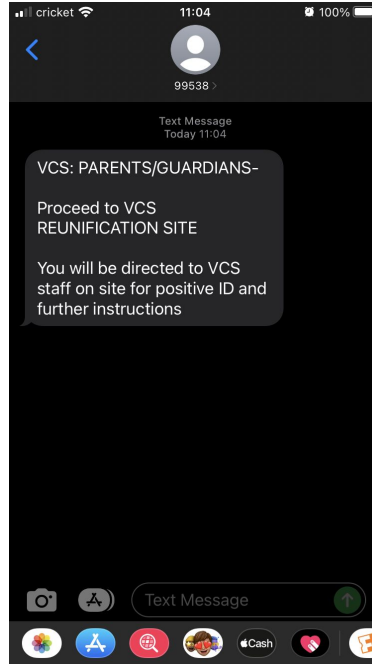 cricket 11:04 100%
99538 >
Text Message
Today 11:04
VCS: PARENTS/GUARDIANS-
Proceed to VCS
REUNIFICATION SITE
You will be directed to VCS
staff on site for positive ID and
further instructions
Text Message
Cash